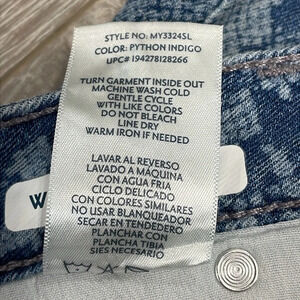 STYLE NO: MY3324SL
COLOR: PYTHON INDIGO
UPC# 194278128266
TURN GARMENT INSIDE OUT
MACHINE WASH COLD
GENTLE CYCLE
WITH LIKE COLORS
DO NOT BLEACH
LINE DRY
WARM IRON IF NEEDED
LAVAR AL REVERSO
LAVADO A MAQUINA
CON AGUA FRIA
CICLO DELICADO
CON COLORES SIMILARES
NO USAR BLANQUEADOR
SECAR EN TENDEDERO
PLANCHAR CON
PLANCHA TIBIA
SIES NECESARIO
W